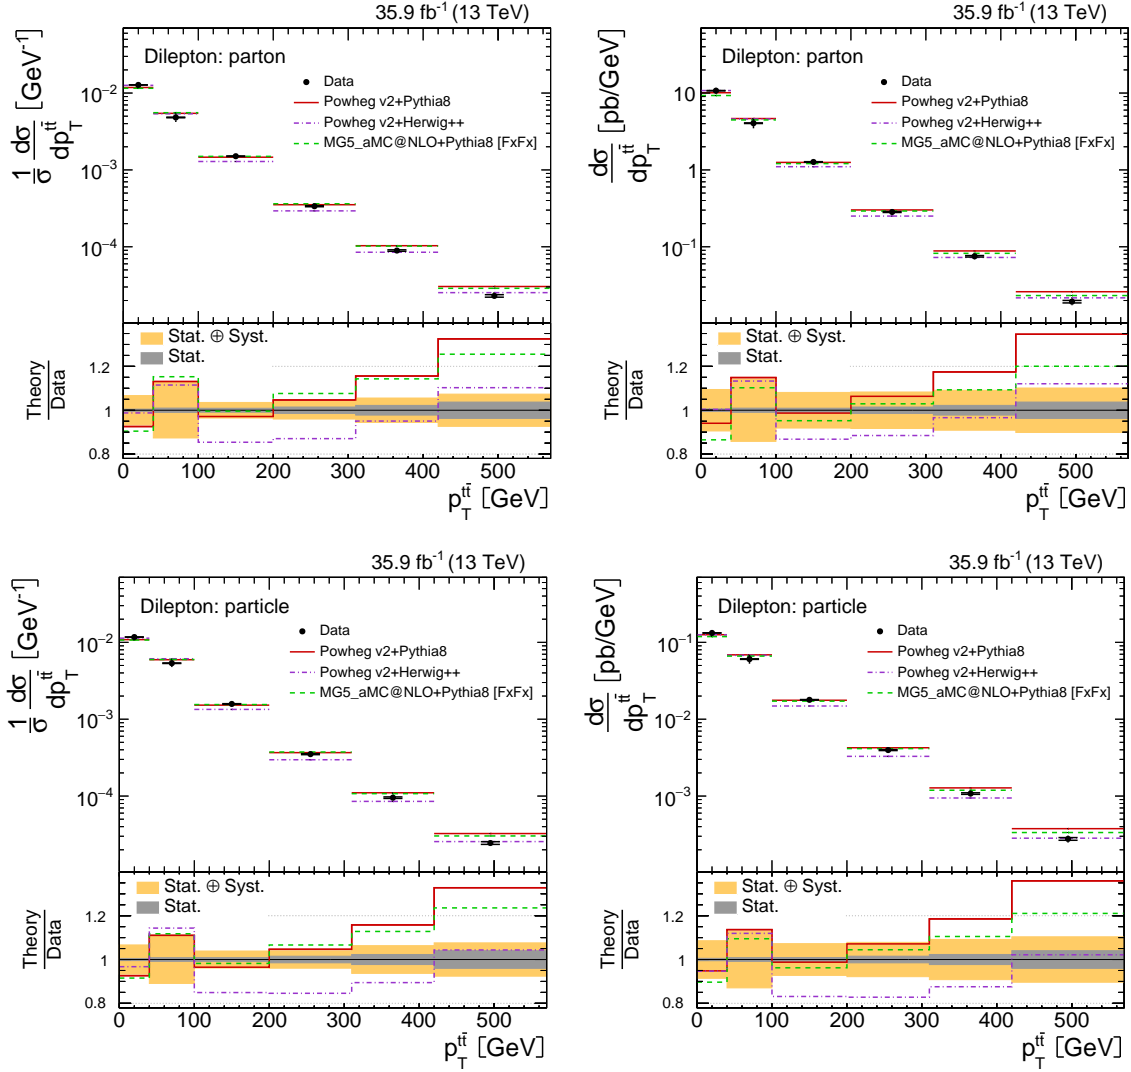 35.9 fb⁻¹ (13 TeV)
Dilepton: parton
Data
Powheg v2+Pythia8
Powheg v2+Herwig++
MG5_aMC@NLO+Pythia8 [FxFx]
1/σ dσ/dp_T^{tt̄} [GeV⁻¹]
10⁻²
10⁻³
10⁻⁴
Stat. ⊕ Syst.
Stat.
Theory/Data
1.2
1
0.8
0 100 200 300 400 500
p_T^{tt̄} [GeV]
35.9 fb⁻¹ (13 TeV)
Dilepton: parton
Data
Powheg v2+Pythia8
Powheg v2+Herwig++
MG5_aMC@NLO+Pythia8 [FxFx]
dσ/dp_T^{tt̄} [pb/GeV]
10
1
10⁻¹
Stat. ⊕ Syst.
Stat.
Theory/Data
1.2
1
0.8
0 100 200 300 400 500
p_T^{tt̄} [GeV]
35.9 fb⁻¹ (13 TeV)
Dilepton: particle
Data
Powheg v2+Pythia8
Powheg v2+Herwig++
MG5_aMC@NLO+Pythia8 [FxFx]
1/σ dσ/dp_T^{tt̄} [GeV⁻¹]
10⁻²
10⁻³
10⁻⁴
Stat. ⊕ Syst.
Stat.
Theory/Data
1.2
1
0.8
0 100 200 300 400 500
p_T^{tt̄} [GeV]
35.9 fb⁻¹ (13 TeV)
Dilepton: particle
Data
Powheg v2+Pythia8
Powheg v2+Herwig++
MG5_aMC@NLO+Pythia8 [FxFx]
dσ/dp_T^{tt̄} [pb/GeV]
10⁻¹
10⁻²
10⁻³
Stat. ⊕ Syst.
Stat.
Theory/Data
1.2
1
0.8
0 100 200 300 400 500
p_T^{tt̄} [GeV]